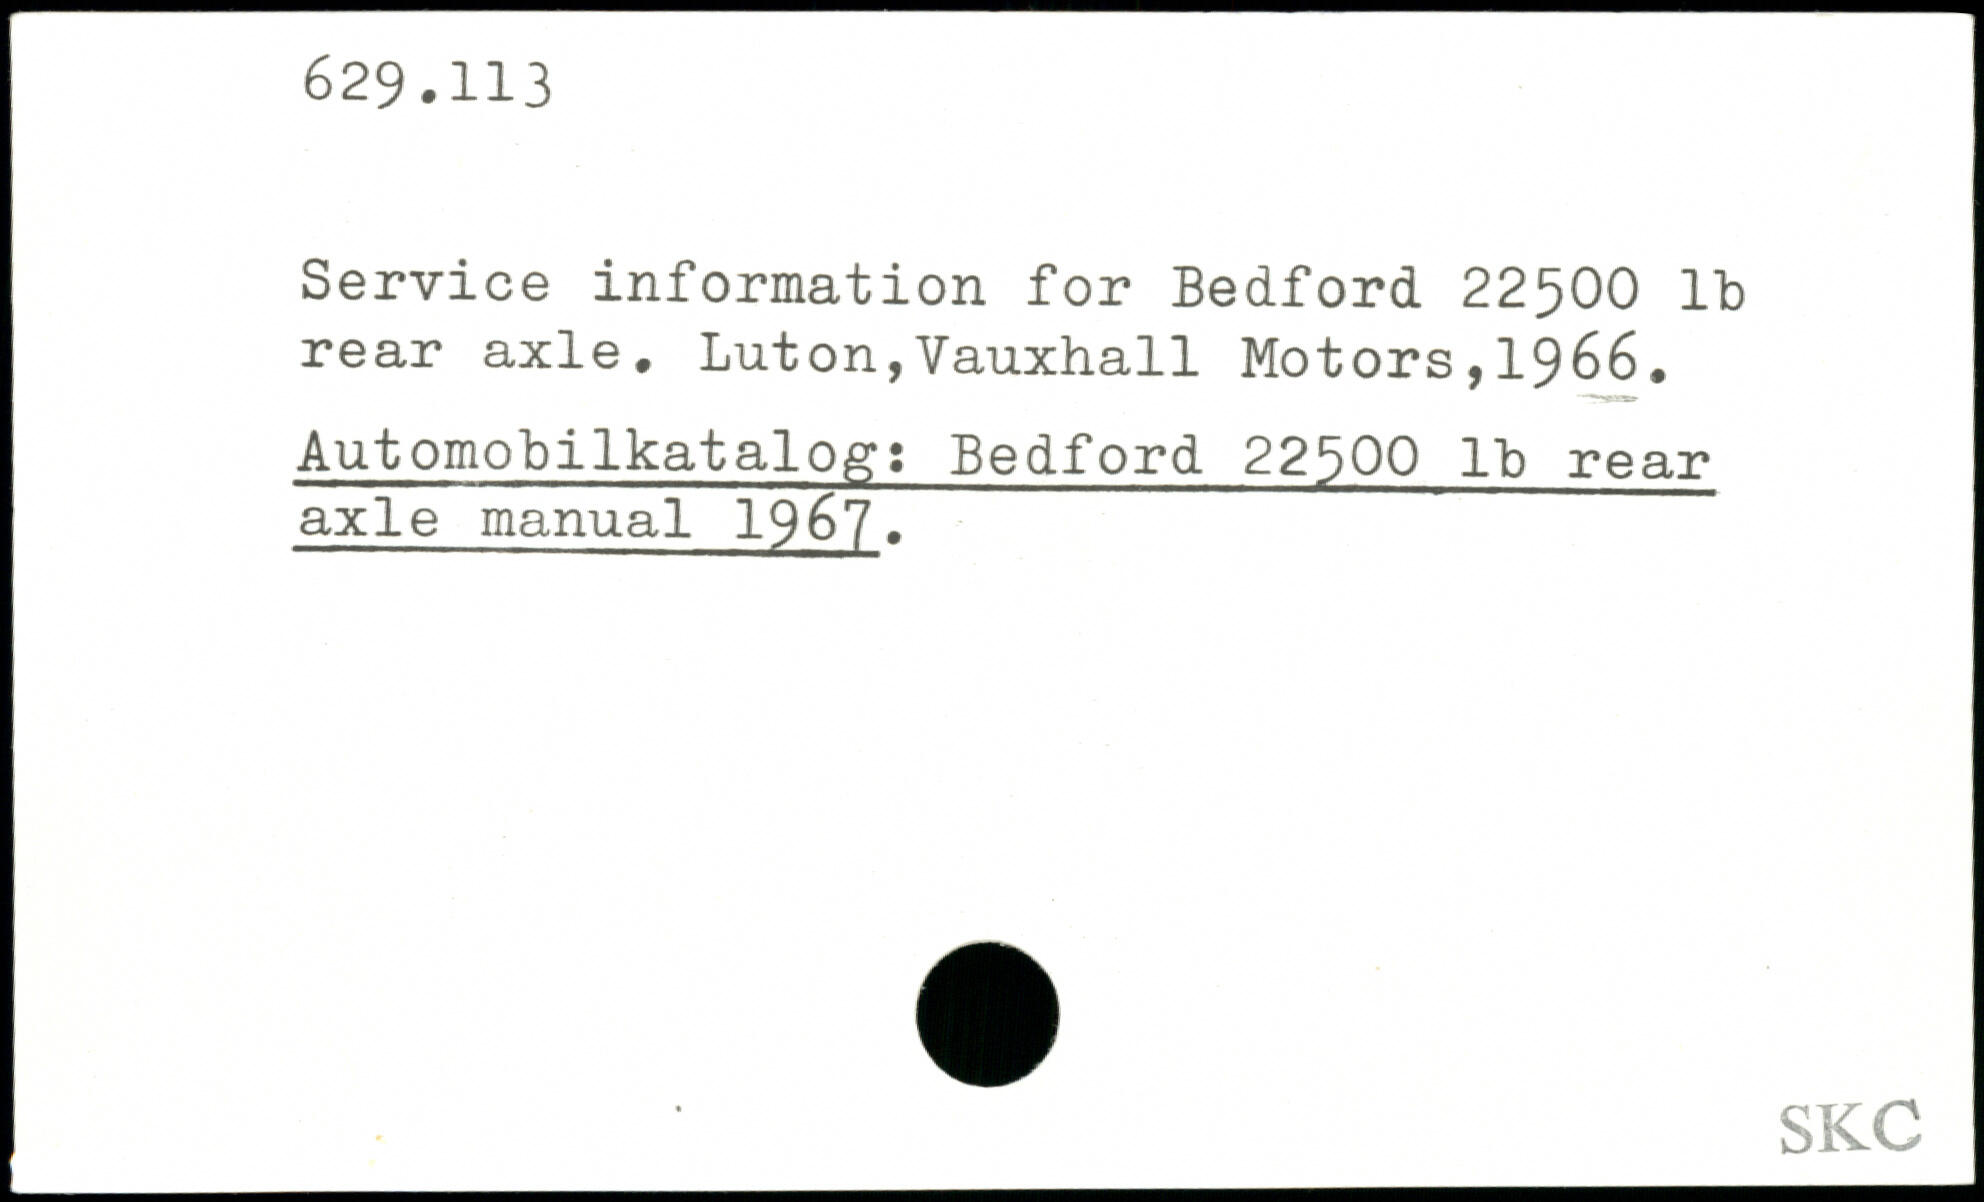 629.113
Service information for Bedford 22500 lb
rear axle. Luton,Vauxhall Motors,1966.
Automobilkatalog: Bedford 22500 lb rear
axle manual 1967.
SKC